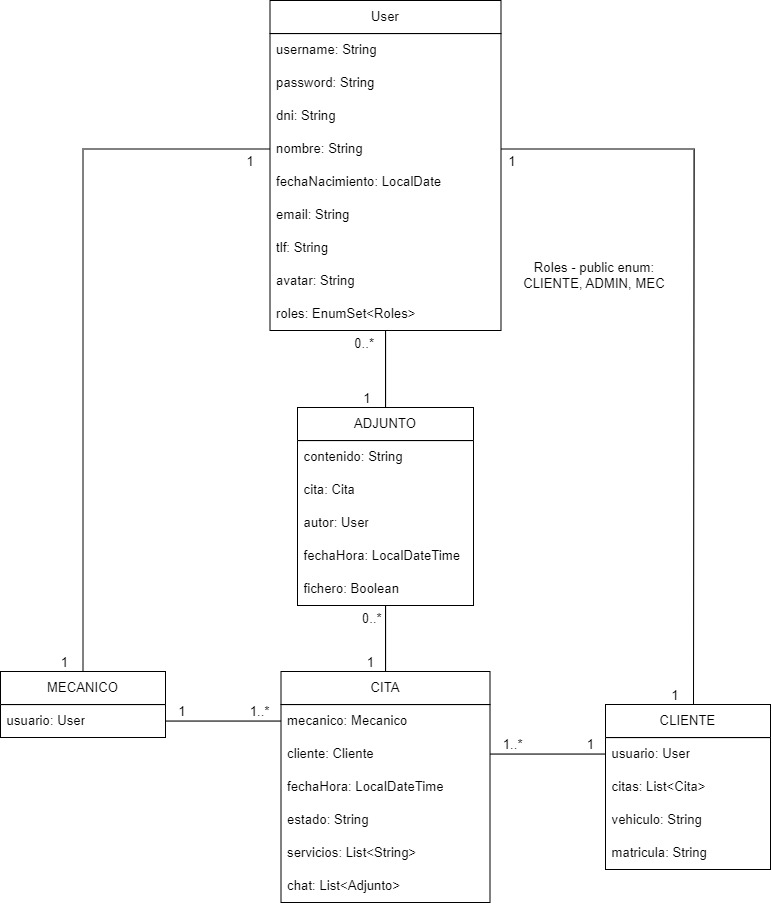 User
username: String
password: String
dni: String
nombre: String
1
1
fechaNacimiento: LocalDate
email: String
tlf: String
Roles - public enum:
CLIENTE, ADMIN, MEC
avatar: String
roles: EnumSet<Roles>
0..*
1
ADJUNTO
contenido: String
cita: Cita
autor: User
fechaHora: LocalDateTime
fichero: Boolean
0..*
1
1
MECANICO
usuario: User
1
1..*
CITA
mecanico: Mecanico
cliente: Cliente
fechaHora: LocalDateTime
estado: String
servicios: List<String>
chat: List<Adjunto>
1..*
1
1
CLIENTE
usuario: User
citas: List<Cita>
vehiculo: String
matricula: String